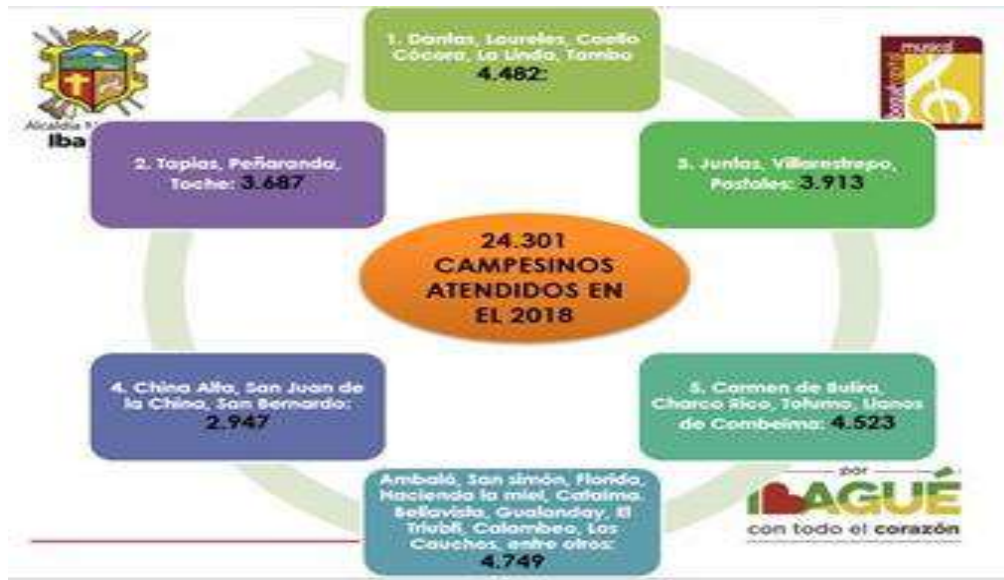 1. Dantas, Laureles, Coello
Cócora, La Linda, Tambo
4.482:
musical
Alcaldía
Iba
2. Tapias, Peñaranda,
Toche: 3.687
3. Juntas, Villarestrepo,
Pastales: 3.913
24.301
CAMPESINOS
ATENDIDOS EN
EL 2018
4. China Alta, San Juan de
la China, San Bernardo:
2.947
5. Carmen de Bulira,
Charco Rico, Totumo, Llanos
de Combeima: 4.523
Ambalá, San simón, Florida,
Hacienda la miel, Cataima,
Bellavista, Gualanday, El
Calambeo, Los
Cauchos, entre otros:
4.749
por
IBAGUÉ
con todo el corazón